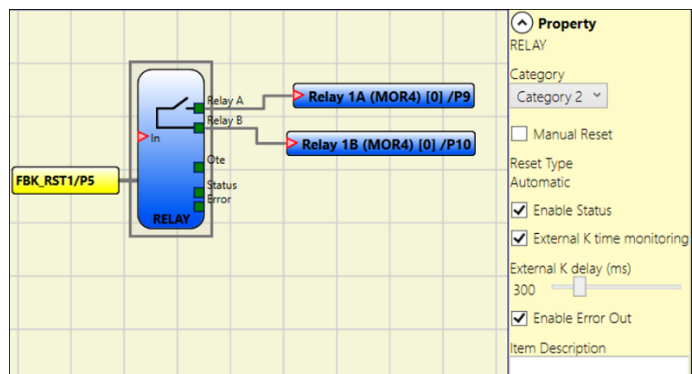 Relay A
Relay 1A (MOR4) [0] /P9
Relay B
In
Relay 1B (MOR4) [0] /P10
Ote
FBK_RST1/P5
Status
Error
RELAY
Property
RELAY
Category
Category 2
Manual Reset
Reset Type
Automatic
Enable Status
External K time monitoring
External K delay (ms)
300
Enable Error Out
Item Description